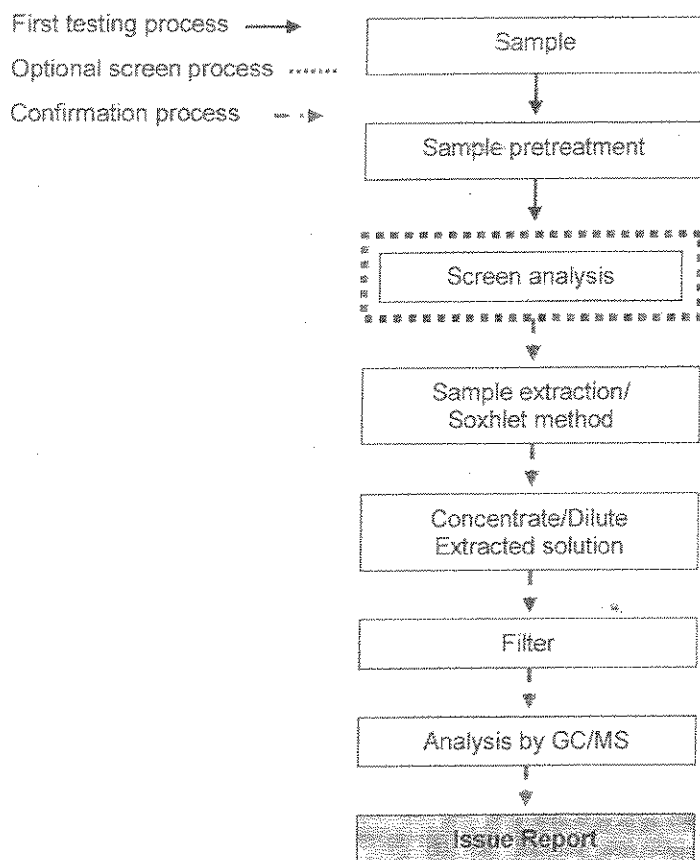 First testing process
Optional screen process
Confirmation process
Sample
Sample pretreatment
Screen analysis
Sample extraction/
Soxhlet method
Concentrate/Dilute
Extracted solution
Filter
Analysis by GC/MS
Issue Report